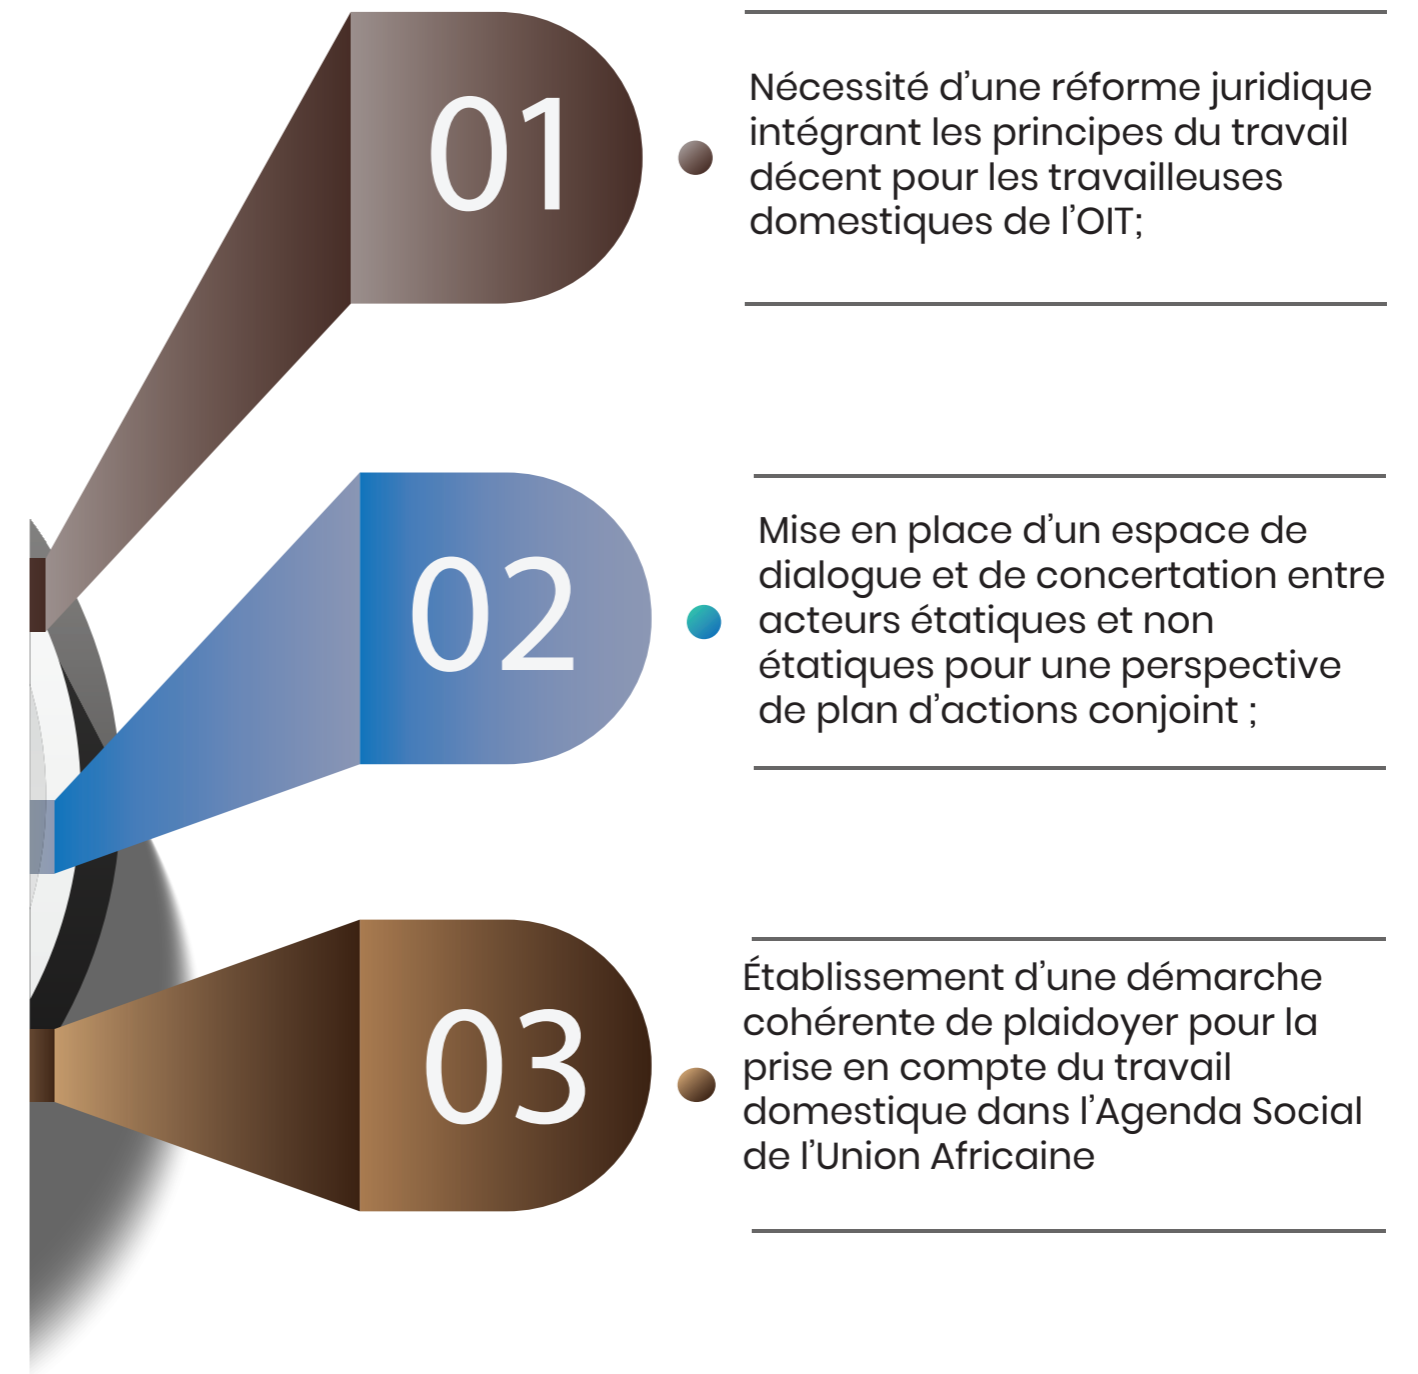 01
Nécessité d’une réforme juridique
intégrant les principes du travail
décent pour les travailleuses
domestiques de l’OIT;
02
Mise en place d’un espace de
dialogue et de concertation entre
acteurs étatiques et non
étatiques pour une perspective
de plan d’actions conjoint ;
03
Établissement d’une démarche
cohérente de plaidoyer pour la
prise en compte du travail
domestique dans l’Agenda Social
de l’Union Africaine